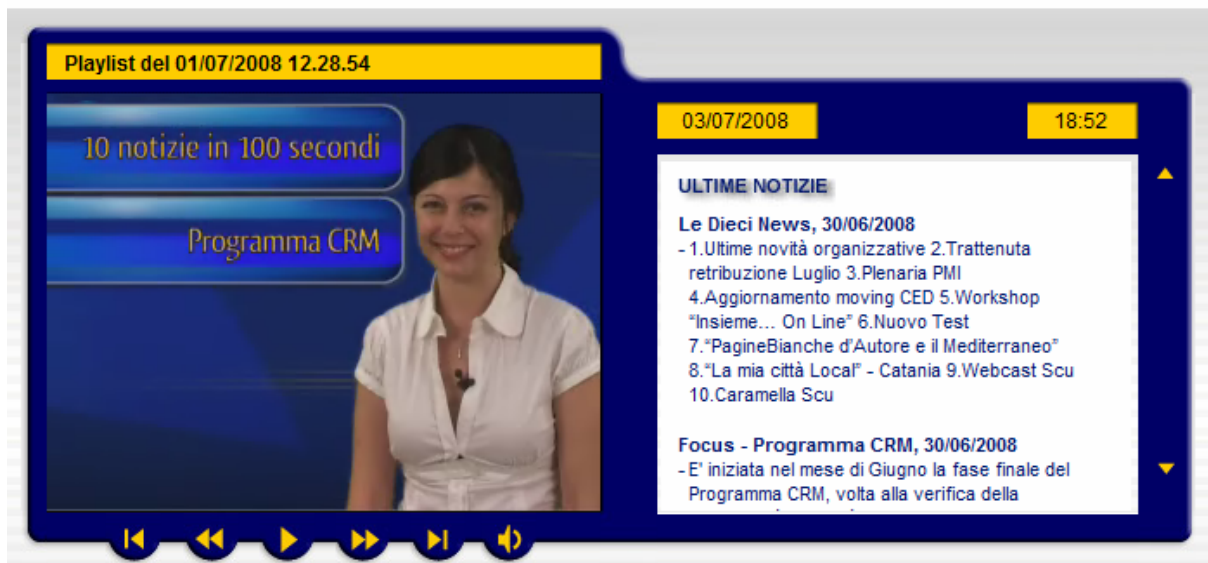 Playlist del 01/07/2008 12.28.54
10 notizie in 100 secondi
Programma CRM
03/07/2008
18:52
ULTIME NOTIZIE
Le Dieci News, 30/06/2008
- 1.Ultime novità organizzative 2.Trattenuta
retribuzione Luglio 3.Plenaria PMI
4.Aggiornamento moving CED 5.Workshop
“Insieme… On Line” 6.Nuovo Test
7.“PagineBianche d’Autore e il Mediterraneo”
8.“La mia città Local” - Catania 9.Webcast Scu
10.Caramella Scu
Focus - Programma CRM, 30/06/2008
- E' iniziata nel mese di Giugno la fase finale del
Programma CRM, volta alla verifica della